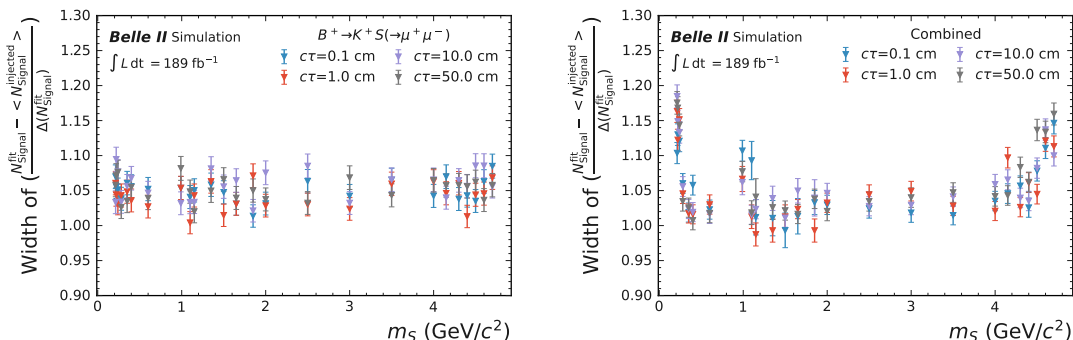 1.30
1.25
1.20
1.15
1.10
1.05
1.00
0.95
0.90
Width of (N^fit_Signal − < N^injected_Signal > / Δ(N^fit_Signal))
Belle II Simulation
∫L dt = 189 fb⁻¹
B⁺→K⁺S(→μ⁺μ⁻)
cτ=0.1 cm cτ=10.0 cm
cτ=1.0 cm cτ=50.0 cm
0 1 2 3 4
m_S (GeV/c²)
1.30
1.25
1.20
1.15
1.10
1.05
1.00
0.95
0.90
Width of (N^fit_Signal − < N^injected_Signal > / Δ(N^fit_Signal))
Belle II Simulation
∫L dt = 189 fb⁻¹
Combined
cτ=0.1 cm cτ=10.0 cm
cτ=1.0 cm cτ=50.0 cm
0 1 2 3 4
m_S (GeV/c²)